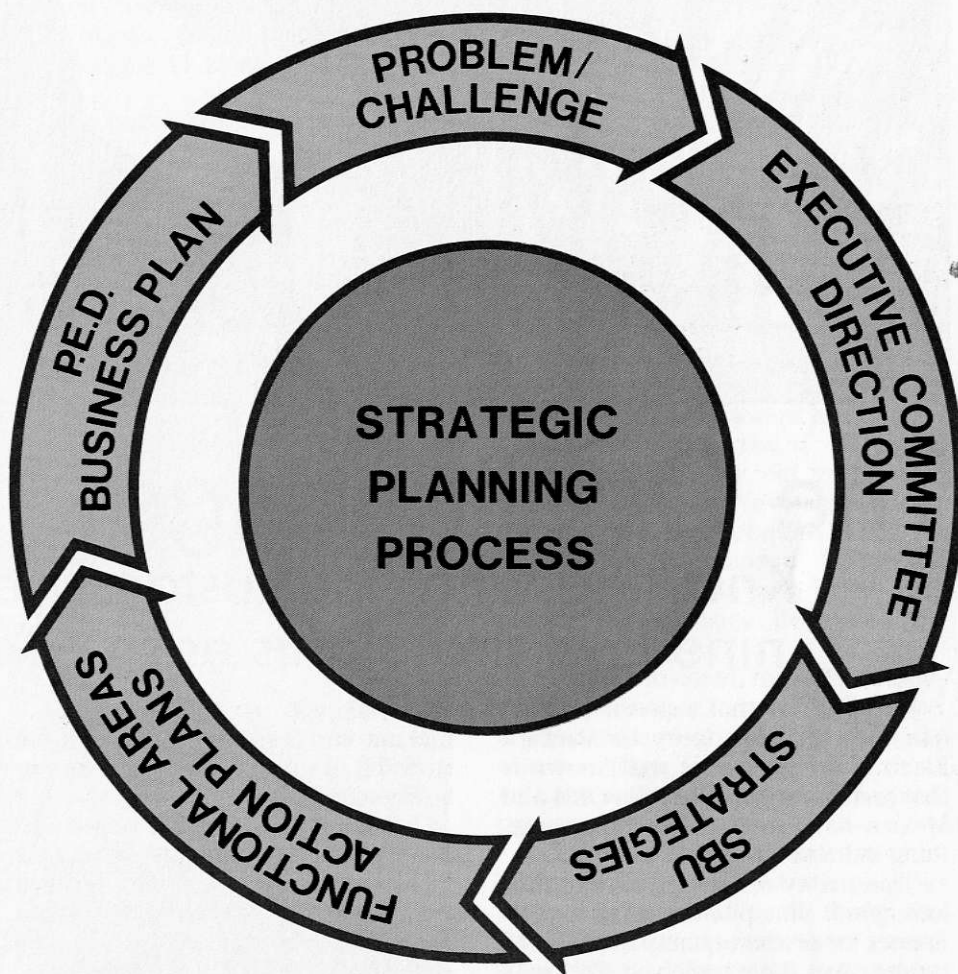 PROBLEM/
CHALLENGE
EXECUTIVE COMMITTEE
DIRECTION
SBU
STRATEGIES
FUNCTIONAL AREAS
ACTION PLANS
P.E.D.
BUSINESS PLAN
STRATEGIC
PLANNING
PROCESS